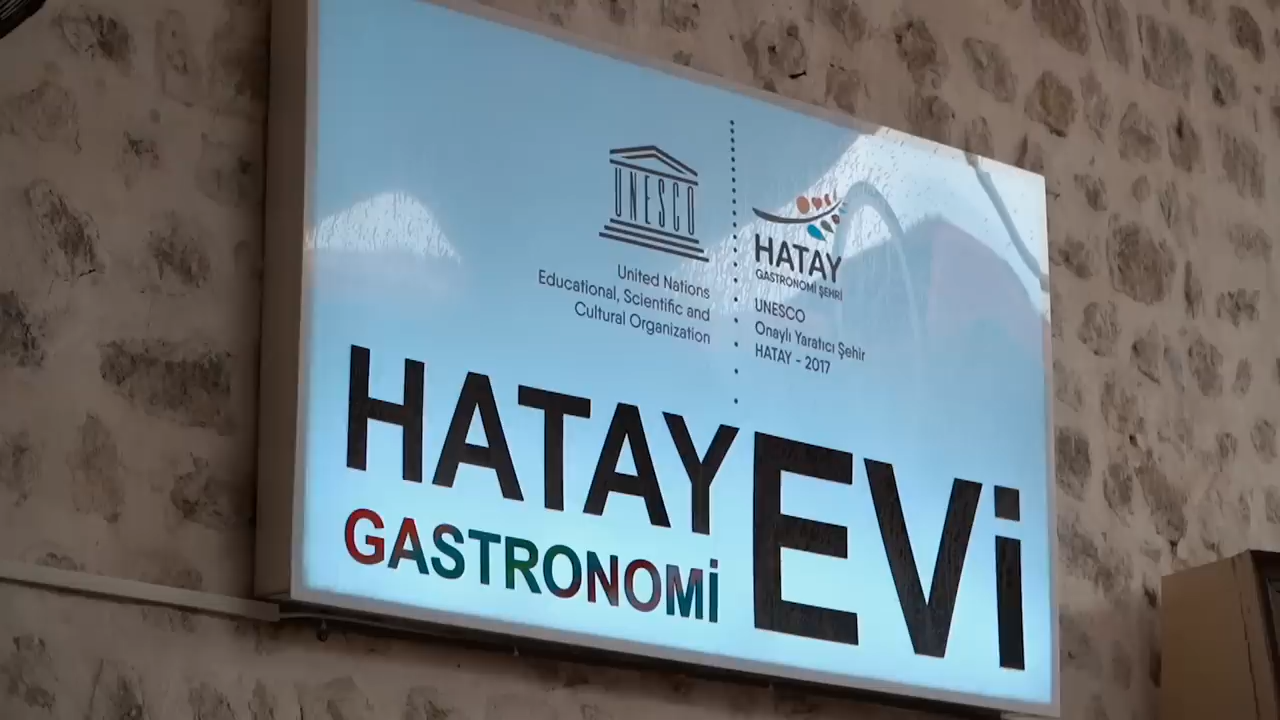 UNESCO
United Nations
Educational, Scientific and
Cultural Organization
HATAY
GASTRONOMİ ŞEHRİ
UNESCO
Onaylı Yaratıcı Şehir
HATAY - 2017
HATAY EVİ
GASTRONOMİ